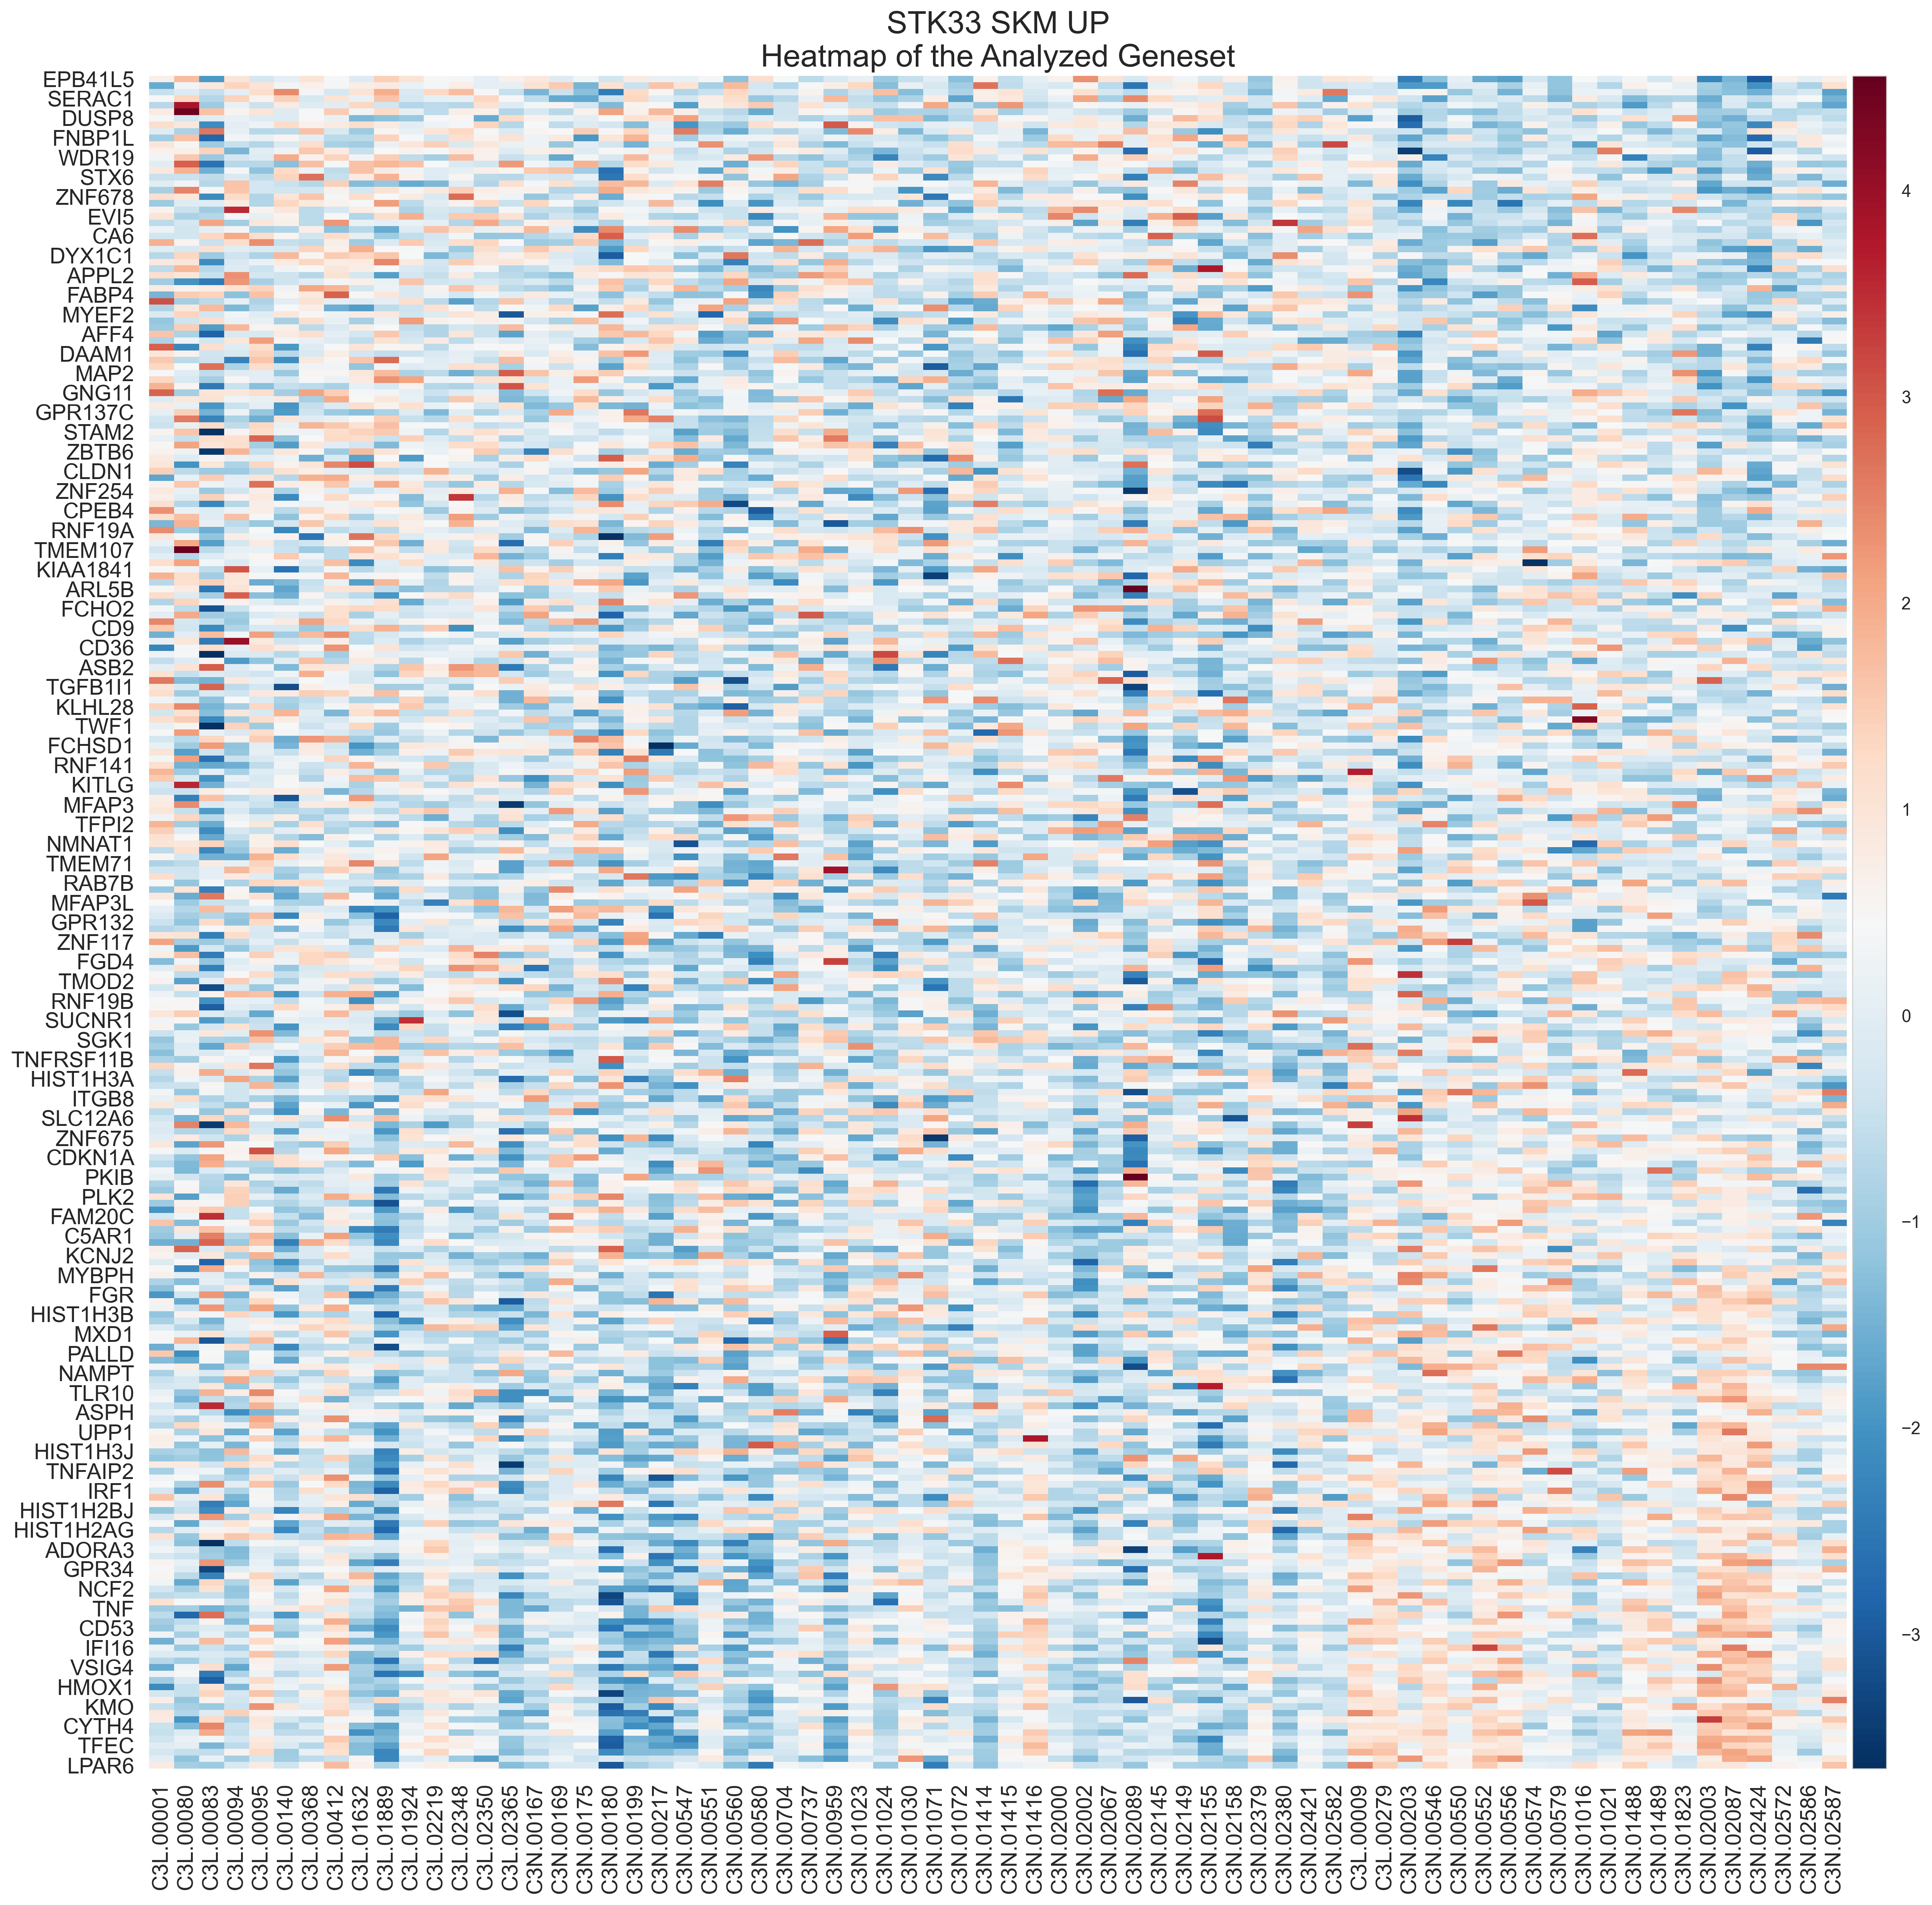 STK33 SKM UP
Heatmap of the Analyzed Geneset
EPB41L5
SERAC1
DUSP8
FNBP1L
WDR19
STX6
ZNF678
EVI5
CA6
DYX1C1
APPL2
FABP4
MYEF2
AFF4
DAAM1
MAP2
GNG11
GPR137C
STAM2
ZBTB6
CLDN1
ZNF254
CPEB4
RNF19A
TMEM107
KIAA1841
ARL5B
FCHO2
CD9
CD36
ASB2
TGFB1I1
KLHL28
TWF1
FCHSD1
RNF141
KITLG
MFAP3
TFPI2
NMNAT1
TMEM71
RAB7B
MFAP3L
GPR132
ZNF117
FGD4
TMOD2
RNF19B
SUCNR1
SGK1
TNFRSF11B
HIST1H3A
ITGB8
SLC12A6
ZNF675
CDKN1A
PKIB
PLK2
FAM20C
C5AR1
KCNJ2
MYBPH
FGR
HIST1H3B
MXD1
PALLD
NAMPT
TLR10
ASPH
UPP1
HIST1H3J
TNFAIP2
IRF1
HIST1H2BJ
HIST1H2AG
ADORA3
GPR34
NCF2
TNF
CD53
IFI16
VSIG4
HMOX1
KMO
CYTH4
TFEC
LPAR6
4
3
2
1
0
−1
−2
−3
C3L.00001
C3L.00080
C3L.00083
C3L.00094
C3L.00095
C3L.00140
C3L.00368
C3L.00412
C3L.01632
C3L.01889
C3L.01924
C3L.02219
C3L.02348
C3L.02350
C3L.02365
C3N.00167
C3N.00169
C3N.00175
C3N.00180
C3N.00199
C3N.00217
C3N.00547
C3N.00551
C3N.00560
C3N.00580
C3N.00704
C3N.00737
C3N.00959
C3N.01023
C3N.01024
C3N.01030
C3N.01071
C3N.01072
C3N.01414
C3N.01415
C3N.01416
C3N.02000
C3N.02002
C3N.02067
C3N.02089
C3N.02145
C3N.02149
C3N.02155
C3N.02158
C3N.02379
C3N.02380
C3N.02421
C3N.02582
C3L.00009
C3L.00279
C3N.00203
C3N.00546
C3N.00550
C3N.00552
C3N.00556
C3N.00574
C3N.00579
C3N.01016
C3N.01021
C3N.01488
C3N.01489
C3N.01823
C3N.02003
C3N.02087
C3N.02424
C3N.02572
C3N.02586
C3N.02587